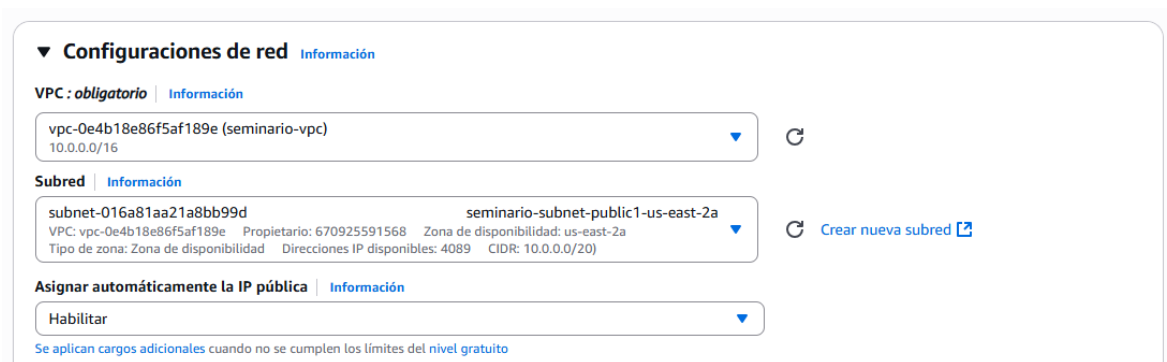 ▼ Configuraciones de red Información
VPC : obligatorio | Información
vpc-0e4b18e86f5af189e (seminario-vpc)
10.0.0.0/16
Subred | Información
subnet-016a81aa21a8bb99d seminario-subnet-public1-us-east-2a
VPC: vpc-0e4b18e86f5af189e Propietario: 670925591568 Zona de disponibilidad: us-east-2a
Tipo de zona: Zona de disponibilidad Direcciones IP disponibles: 4089 CIDR: 10.0.0.0/20)
Crear nueva subred
Asignar automáticamente la IP pública | Información
Habilitar
Se aplican cargos adicionales cuando no se cumplen los límites del nivel gratuito